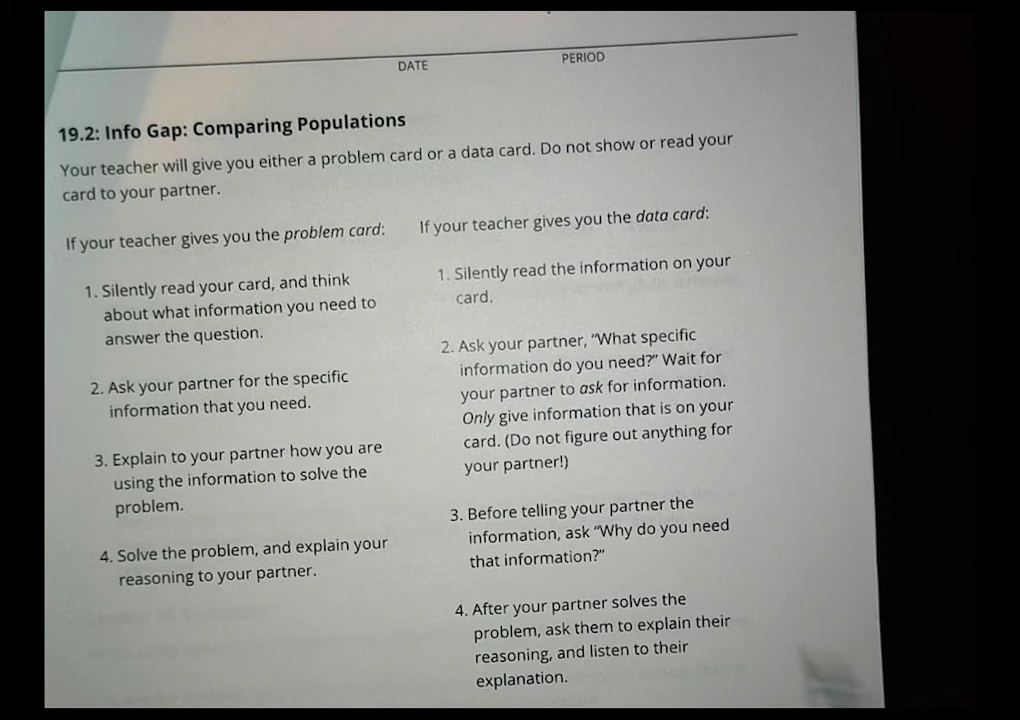 DATE
PERIOD
19.2: Info Gap: Comparing Populations
Your teacher will give you either a problem card or a data card. Do not show or read your
card to your partner.
If your teacher gives you the problem card:
1. Silently read your card, and think
about what information you need to
answer the question.
2. Ask your partner for the specific
information that you need.
3. Explain to your partner how you are
using the information to solve the
problem.
4. Solve the problem, and explain your
reasoning to your partner.
If your teacher gives you the data card:
1. Silently read the information on your
card.
2. Ask your partner, “What specific
information do you need?” Wait for
your partner to ask for information.
Only give information that is on your
card. (Do not figure out anything for
your partner!)
3. Before telling your partner the
information, ask “Why do you need
that information?”
4. After your partner solves the
problem, ask them to explain their
reasoning, and listen to their
explanation.